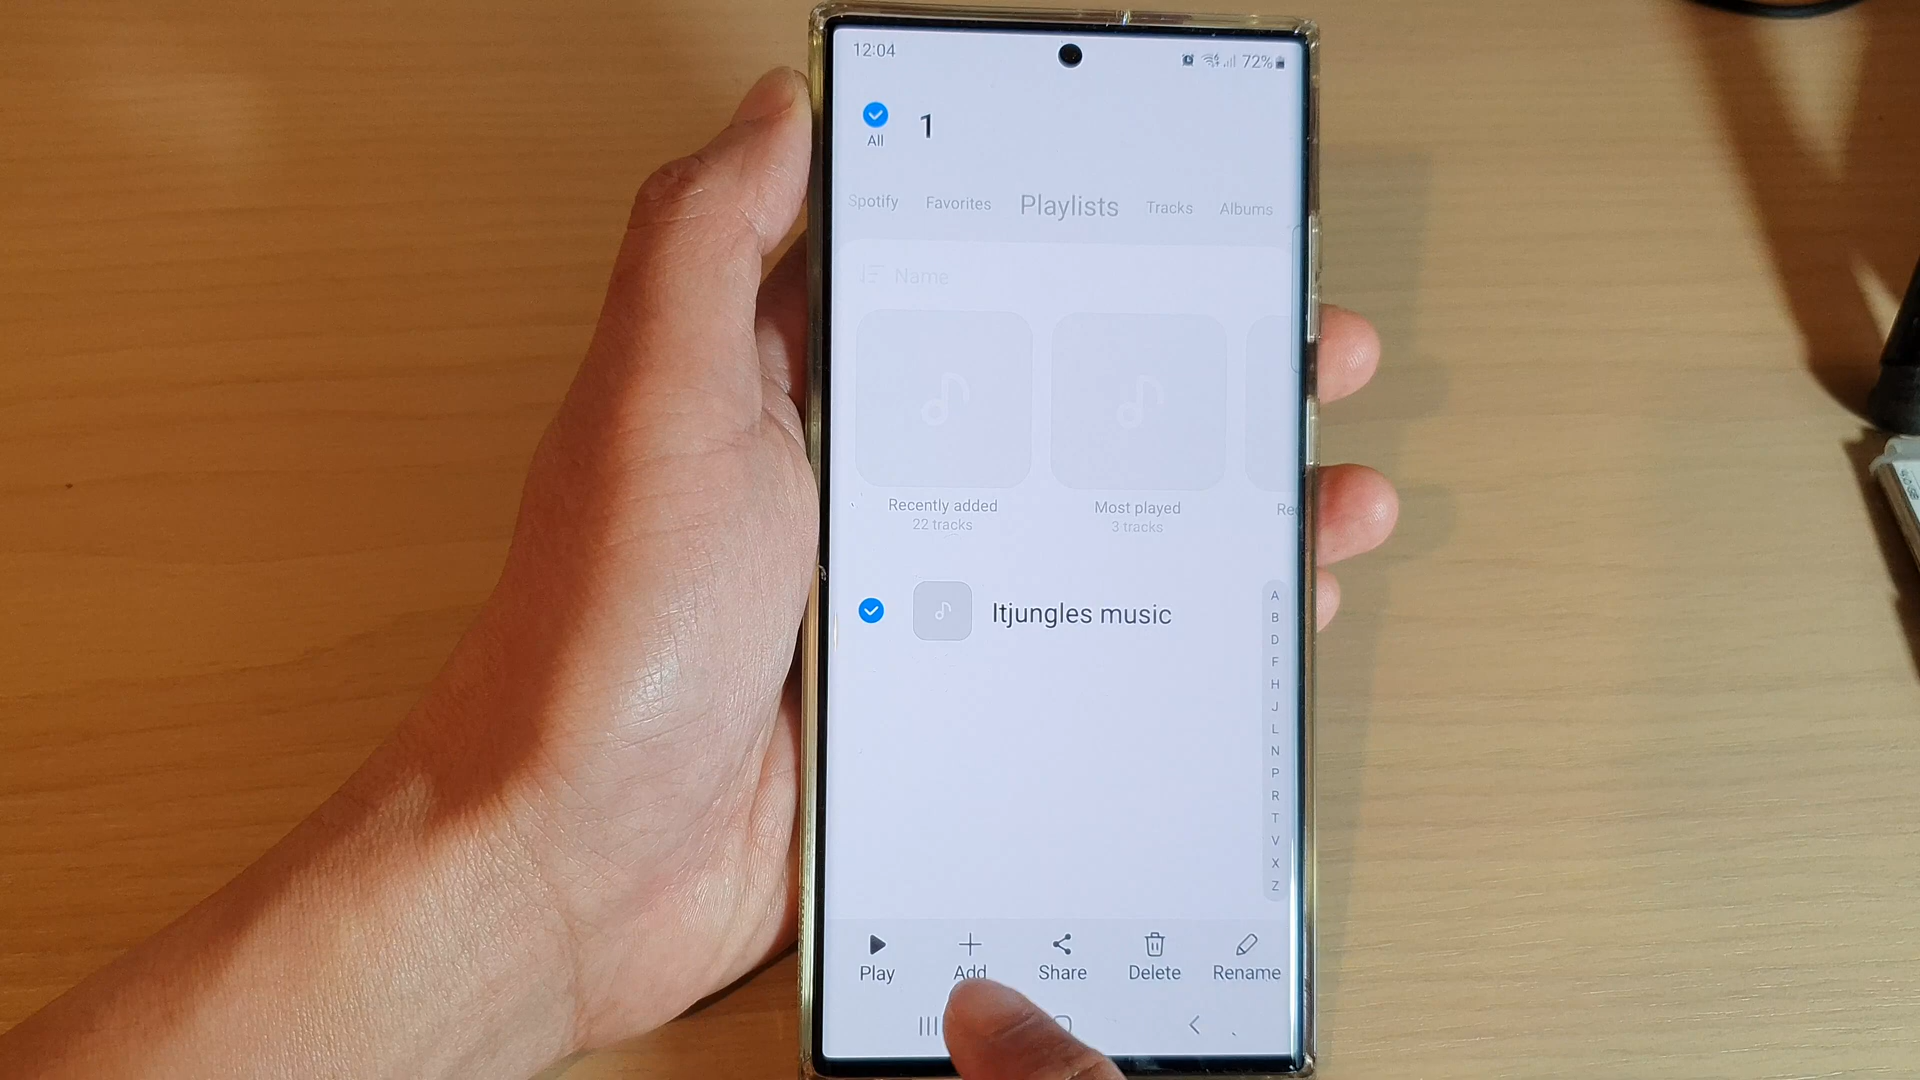 12:04 72%
1
All
Spotify Favorites Playlists Tracks Albums
Name
Recently added Most played
22 tracks 3 tracks
Itjungles music
A
B
D
F
H
J
L
N
P
R
T
V
X
Z
Play Add Share Delete Rename